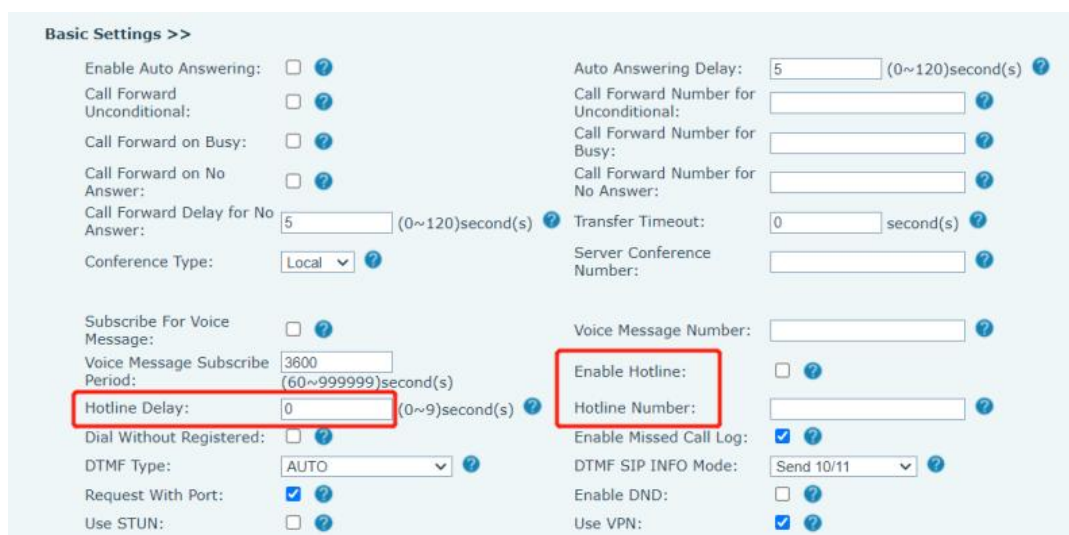 Basic Settings >>
Enable Auto Answering: ? Auto Answering Delay: 5 (0~120)second(s) ?
Call Forward
Unconditional: ? Call Forward Number for
Unconditional: ?
Call Forward on Busy: ? Call Forward Number for
Busy: ?
Call Forward on No
Answer: ? Call Forward Number for
No Answer: ?
Call Forward Delay for No
Answer: 5 (0~120)second(s) ? Transfer Timeout: 0 second(s) ?
Conference Type: Local ? Server Conference
Number: ?
Subscribe For Voice
Message: ? Voice Message Number: ?
Voice Message Subscribe
Period: 3600
(60~999999)second(s) Enable Hotline: ?
Hotline Delay: 0 (0~9)second(s) ? Hotline Number: ?
Dial Without Registered: ? Enable Missed Call Log: ?
DTMF Type: AUTO ? DTMF SIP INFO Mode: Send 10/11 ?
Request With Port: ? Enable DND: ?
Use STUN: ? Use VPN: ?